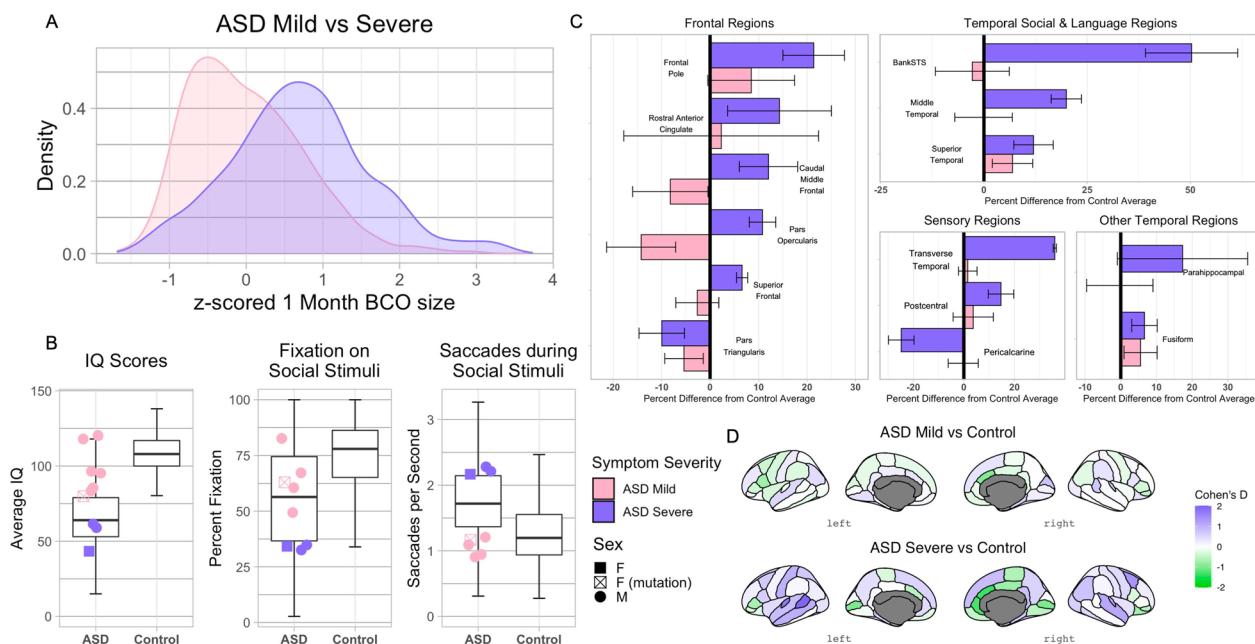 A
ASD Mild vs Severe
Density
0.4
0.2
0.0
-1
0
1
2
3
4
z-scored 1 Month BCO size
B
IQ Scores
Average IQ
150
100
50
0
ASD
Control
Fixation on
Social Stimuli
Percent Fixation
100
75
50
25
0
ASD
Control
Saccades during
Social Stimuli
Saccades per Second
3
2
1
0
ASD
Control
Symptom Severity
ASD Mild
ASD Severe
Sex
F
F (mutation)
M
C
Frontal Regions
Frontal
Pole
Rostral Anterior
Cingulate
Caudal
Middle
Frontal
Pars
Opercularis
Superior
Frontal
Pars
Triangularis
-20
-10
0
10
20
30
Percent Difference from Control Average
Temporal Social & Language Regions
BankSTS
Middle
Temporal
Superior
Temporal
-25
0
25
50
Percent Difference from Control Average
Sensory Regions
Transverse
Temporal
Postcentral
Pericalcarine
-20
0
20
Percent Difference from Control Average
Other Temporal Regions
Parahippocampal
Fusiform
-10
0
10
20
30
Percent Difference from Control Average
D
ASD Mild vs Control
left
right
ASD Severe vs Control
left
right
Cohen's D
2
1
0
-1
-2